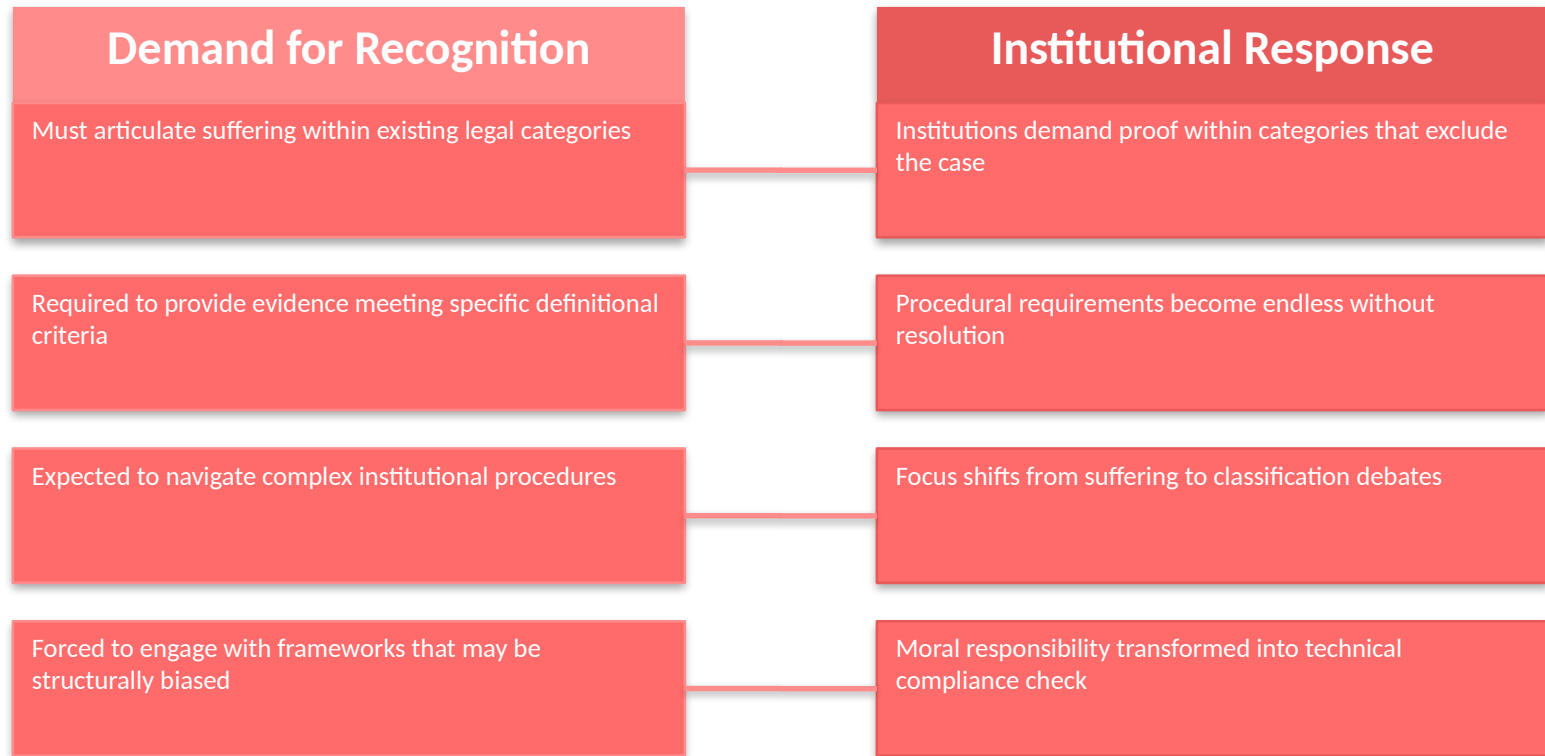 Demand for Recognition
Institutional Response
Must articulate suffering within existing legal categories
Institutions demand proof within categories that exclude
the case
Required to provide evidence meeting specific definitional
criteria
Procedural requirements become endless without
resolution
Expected to navigate complex institutional procedures
Focus shifts from suffering to classification debates
Forced to engage with frameworks that may be
structurally biased
Moral responsibility transformed into technical
compliance check